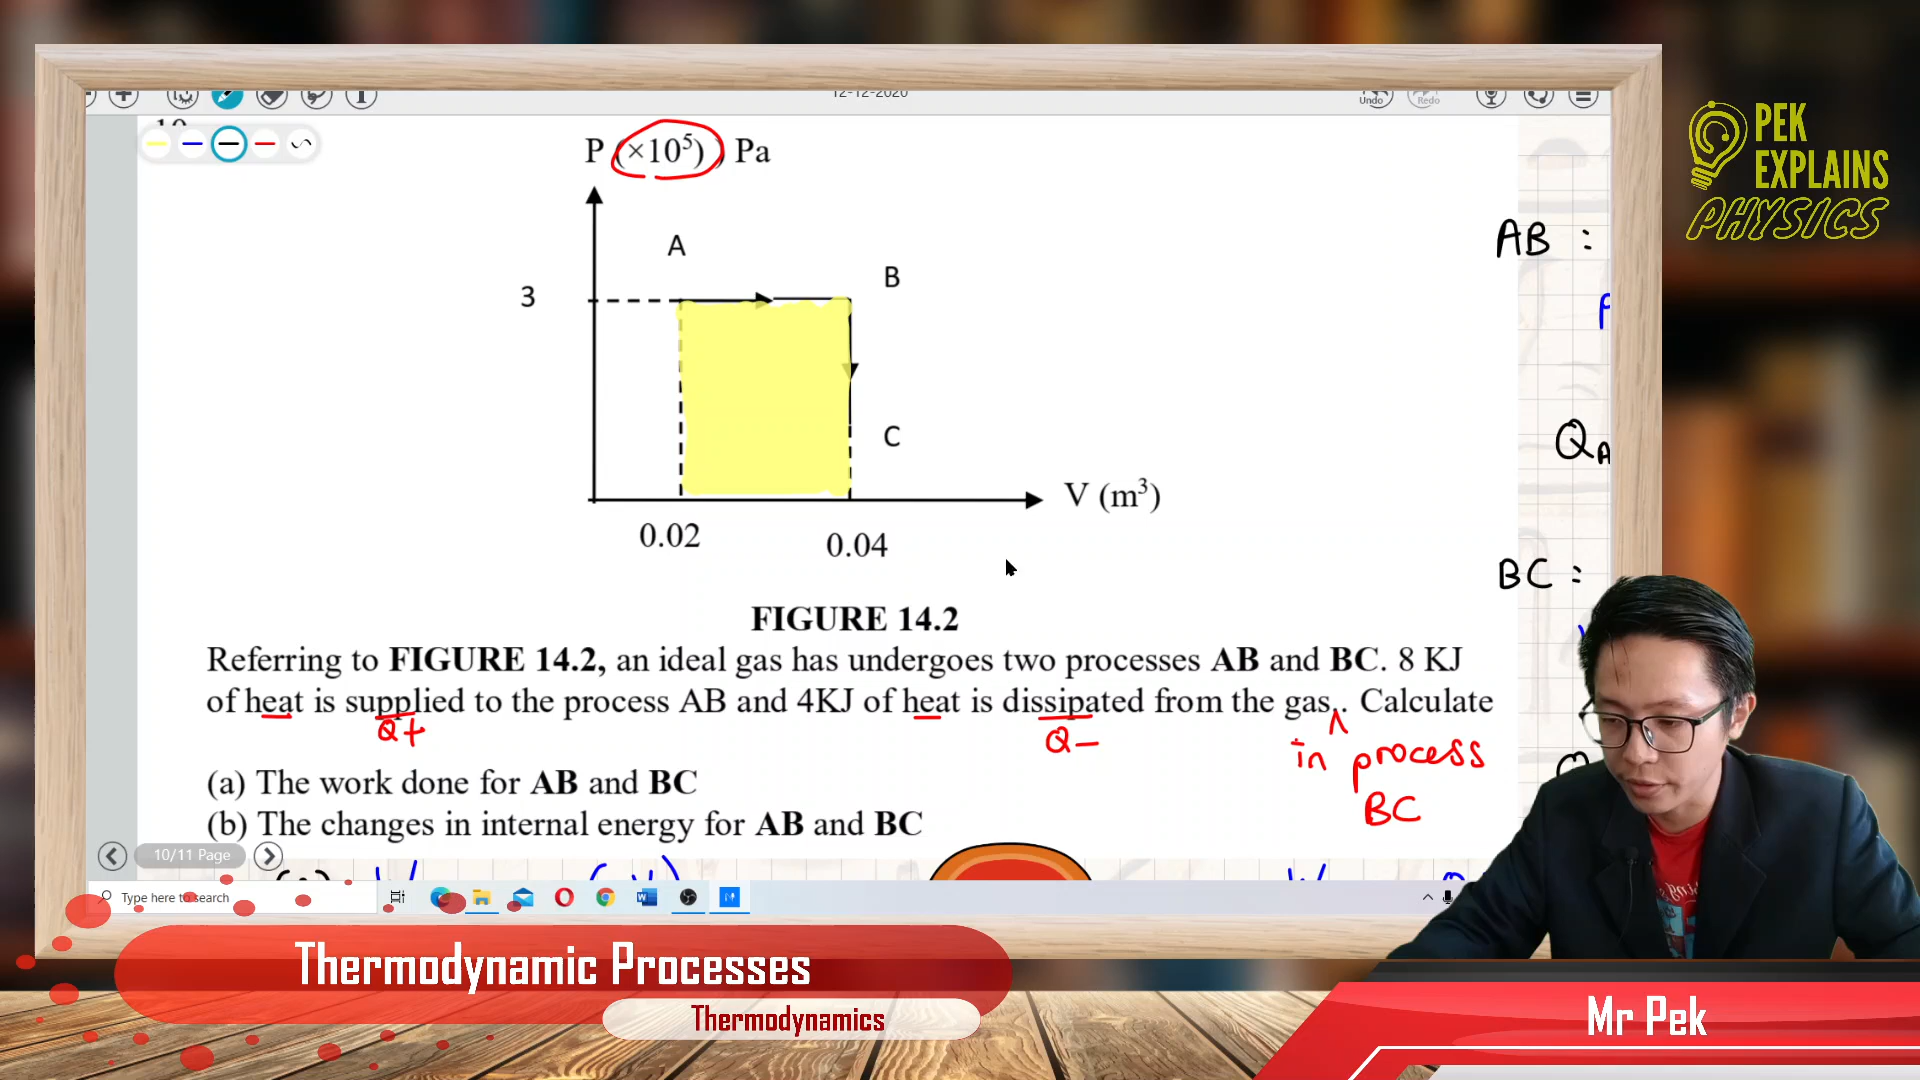 12-12-2020
Undo
Redo
10
P (×10⁵), Pa
A
B
3
C
V (m³)
0.02
0.04
FIGURE 14.2
Referring to FIGURE 14.2, an ideal gas has undergoes two processes AB and BC. 8 KJ
of heat is supplied to the process AB and 4KJ of heat is dissipated from the gas,. Calculate
Q+
Q−
^
in process
BC
(a) The work done for AB and BC
(b) The changes in internal energy for AB and BC
10/11 Page
AB :
BC :
Type here to search
PEK
EXPLAINS
PHYSICS
Thermodynamic Processes
Thermodynamics
Mr Pek